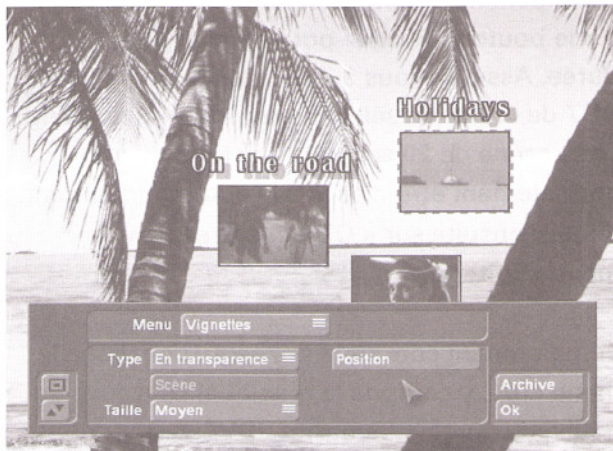 Holidays
On the road
Menu Vignettes
Type En transparence Position
Scène Archive
Taille Moyen Ok